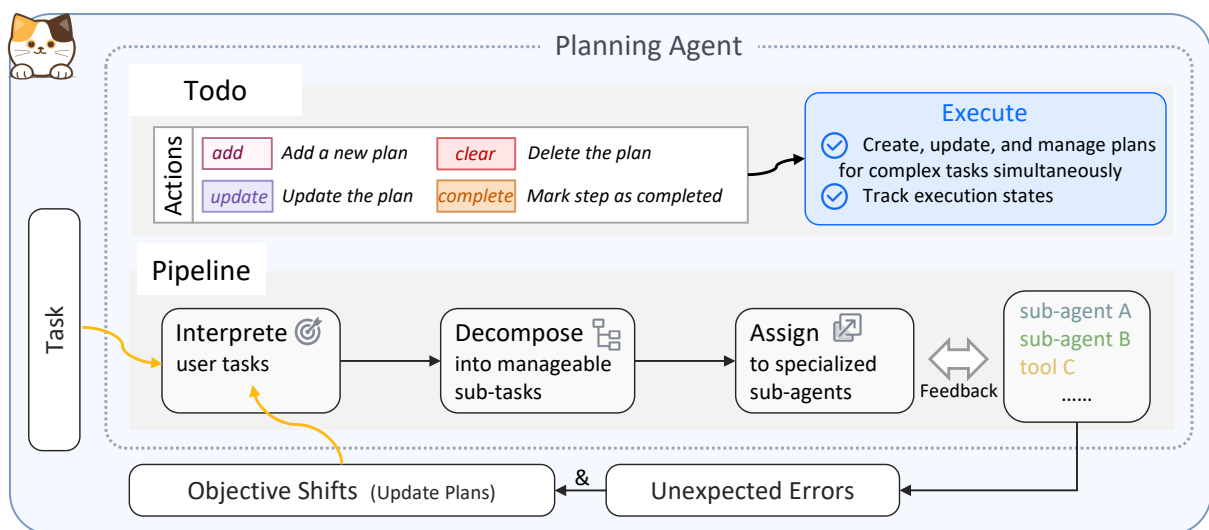 Planning Agent
Todo
Actions
add Add a new plan
clear Delete the plan
update Update the plan
complete Mark step as completed
Execute
Create, update, and manage plans
for complex tasks simultaneously
Track execution states
Task
Pipeline
Interprete
user tasks
Decompose
into manageable
sub-tasks
Assign
to specialized
sub-agents
Feedback
sub-agent A
sub-agent B
tool C
......
Objective Shifts (Update Plans)
&
Unexpected Errors